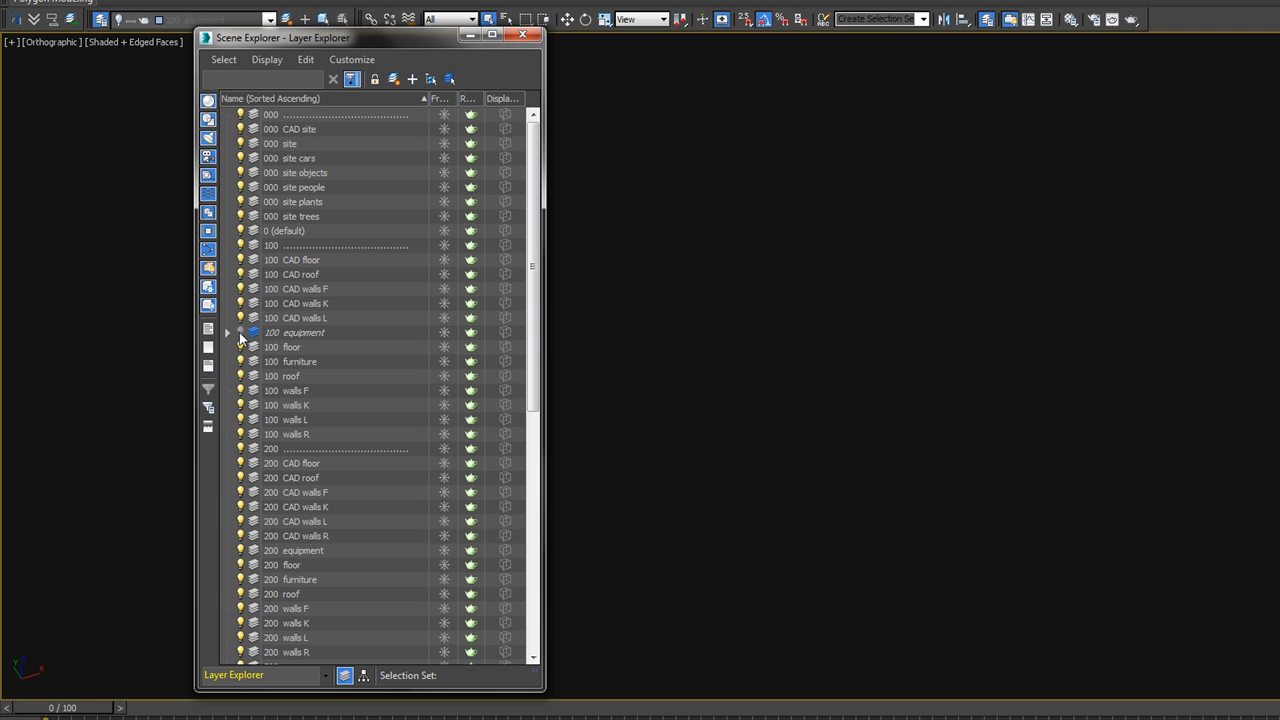 Polygon Modeling
100 equipment
All
View
2.5
Create Selection Se
[+] [Orthographic] [Shaded + Edged Faces]
Scene Explorer - Layer Explorer
Select Display Edit Customize
Name (Sorted Ascending) Fr... R... Displa...
000 ........................................
000 CAD site
000 site
000 site cars
000 site objects
000 site people
000 site plants
000 site trees
0 (default)
100 ........................................
100 CAD floor
100 CAD roof
100 CAD walls F
100 CAD walls K
100 CAD walls L
100 equipment
100 floor
100 furniture
100 roof
100 walls F
100 walls K
100 walls L
100 walls R
200 ........................................
200 CAD floor
200 CAD roof
200 CAD walls F
200 CAD walls K
200 CAD walls L
200 CAD walls R
200 equipment
200 floor
200 furniture
200 roof
200 walls F
200 walls K
200 walls L
200 walls R
Layer Explorer Selection Set:
Y X
< 0 / 100 >